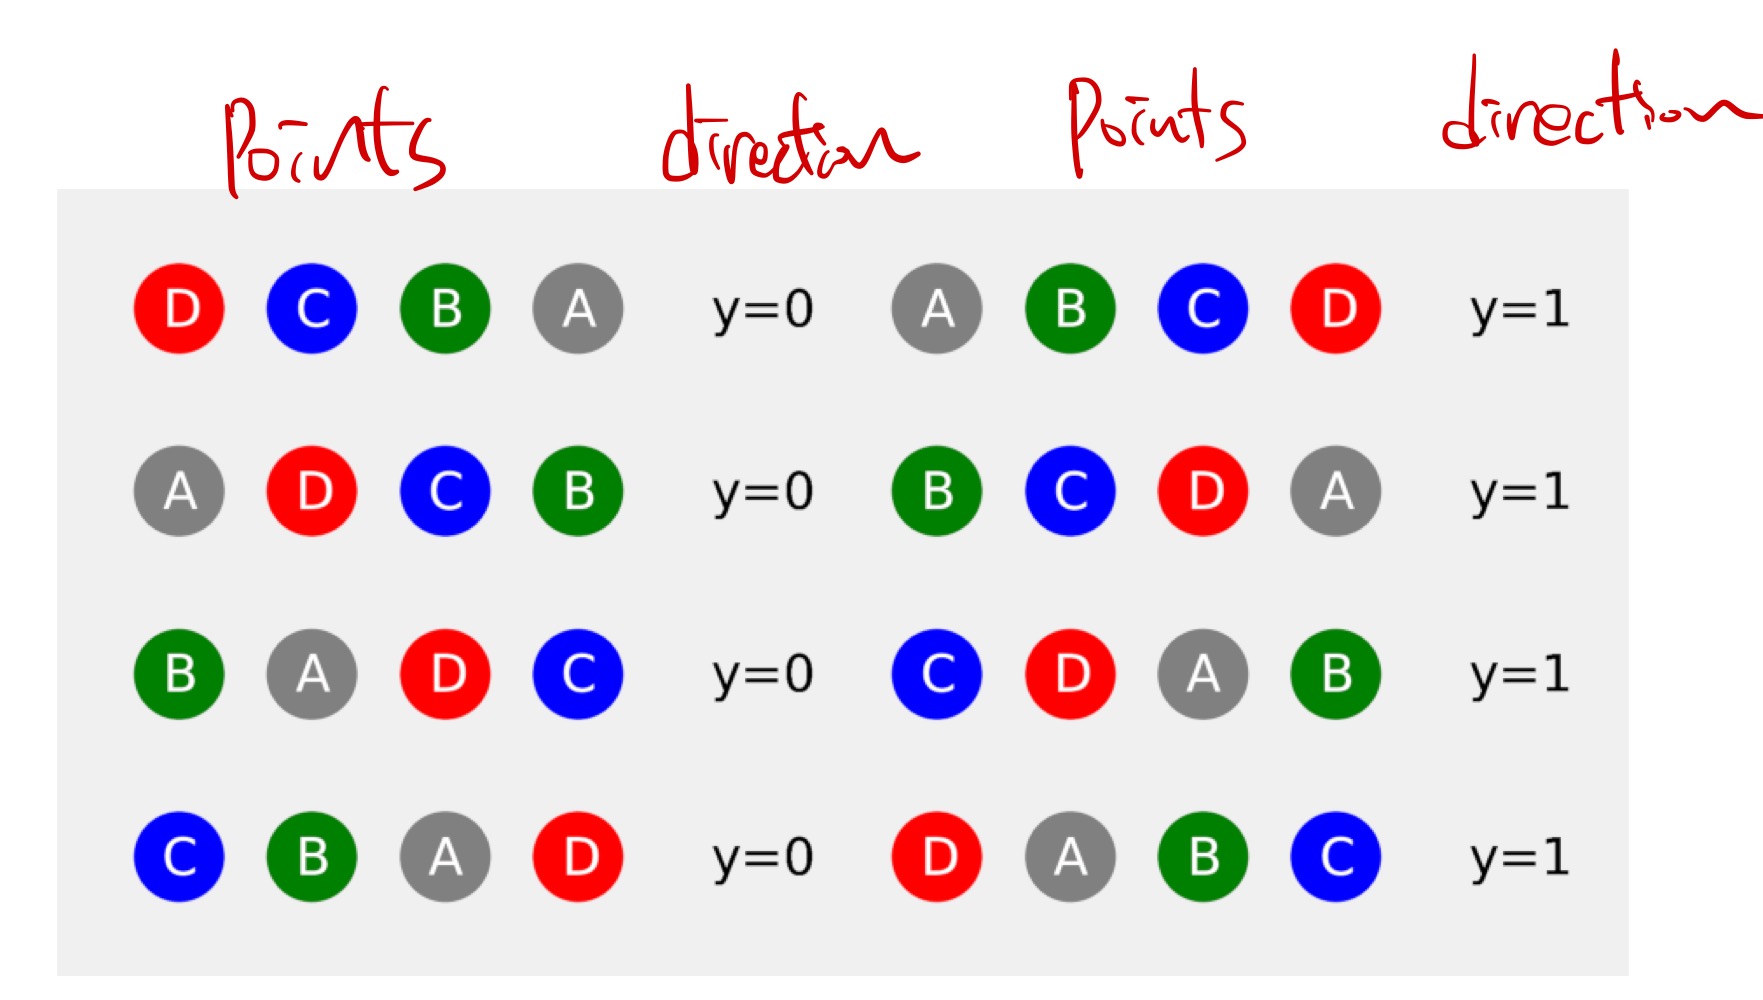 Points direction Points direction
D C B A y=0 A B C D y=1
A D C B y=0 B C D A y=1
B A D C y=0 C D A B y=1
C B A D y=0 D A B C y=1